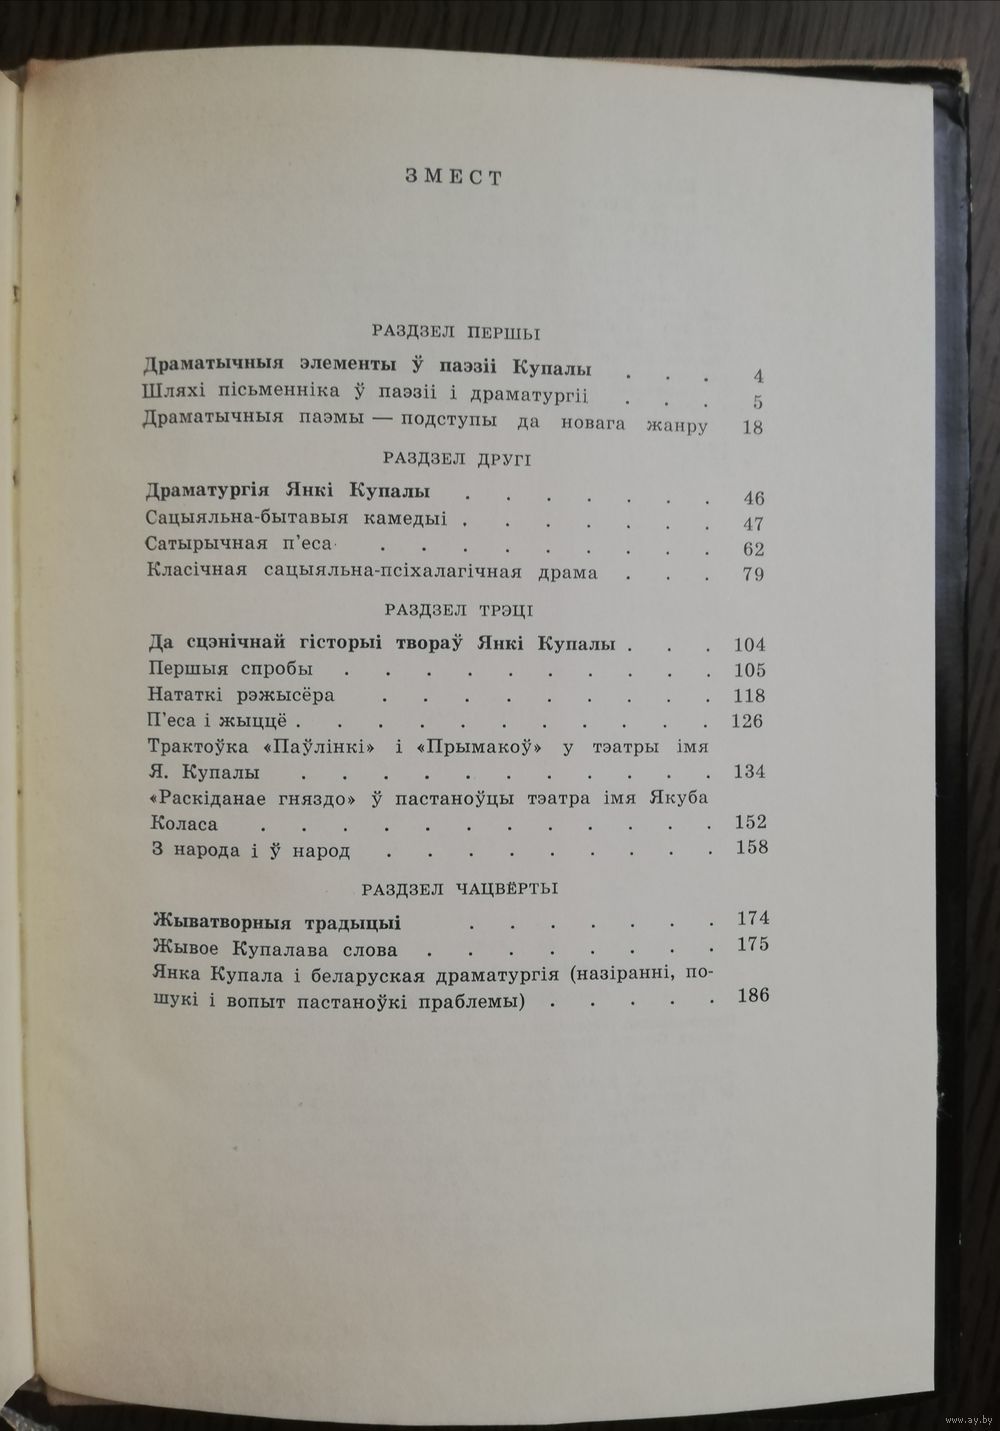 ЗМЕСТ
РАЗДЗЕЛ ПЕРШЫ
Драматычныя элементы ў паэзіі Купалы . . . 4
Шляхі пісьменніка ў паэзіі і драматургіі . . . 5
Драматычныя паэмы — подступы да новага жанру 18
РАЗДЗЕЛ ДРУГІ
Драматургія Янкі Купалы . . . . . . . 46
Сацыяльна-бытавыя камедыі . . . . . . . 47
Сатырычная п'еса . . . . . . . . . 62
Класічная сацыяльна-псіхалагічная драма . . . 79
РАЗДЗЕЛ ТРЭЦІ
Да сцэнічнай гісторыі твораў Янкі Купалы . . . 104
Першыя спробы . . . . . . . . . . 105
Нататкі рэжысёра . . . . . . . . . 118
П'еса і жыццё . . . . . . . . . . . 126
Трактоўка «Паўлінкі» і «Прымакоў» у тэатры імя
Я. Купалы . . . . . . . . . . . 134
«Раскіданае гняздо» ў пастаноўцы тэатра імя Якуба
Коласа . . . . . . . . . . . . 152
З народа і ў народ . . . . . . . . . 158
РАЗДЗЕЛ ЧАЦВЁРТЫ
Жыватворныя традыцыі . . . . . . . 174
Жывое Купалава слова . . . . . . . . 175
Янка Купала і беларуская драматургія (назіранні, по-
шукі і вопыт пастаноўкі праблемы) . . . . . 186
www.ay.by